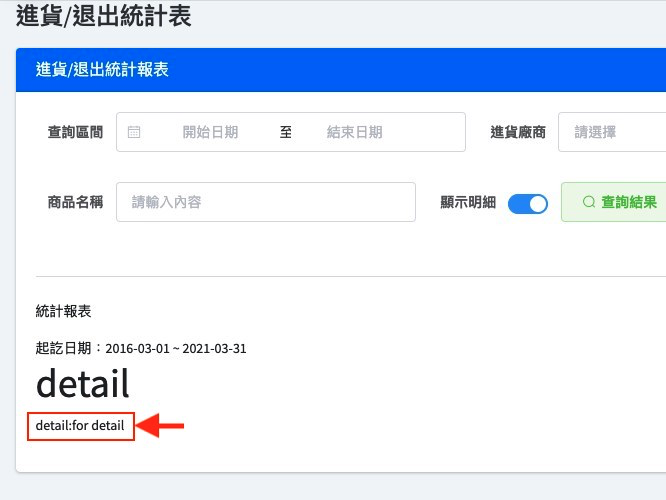 進貨/退出統計表
進貨/退出統計報表
查詢區間 開始日期 至 結束日期 進貨廠商 請選擇
商品名稱 請輸入內容 顯示明細 查詢結果
統計報表
起訖日期：2016-03-01 ~ 2021-03-31
detail
detail:for detail